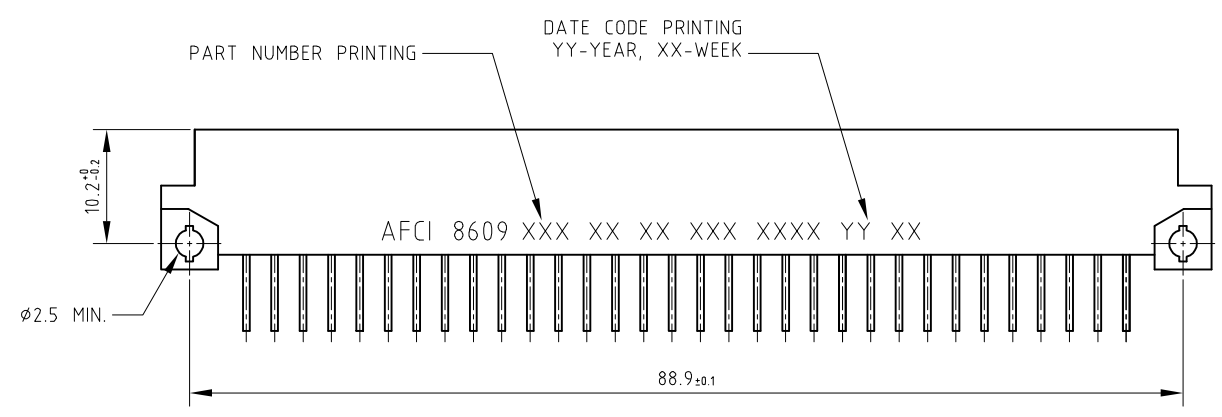 DATE CODE PRINTING
YY-YEAR, XX-WEEK
PART NUMBER PRINTING
10.2 +0 -0.2
AFCI 8609 XXX XX XX XXX XXXX YY XX
Ø2.5 MIN.
88.9±0.1